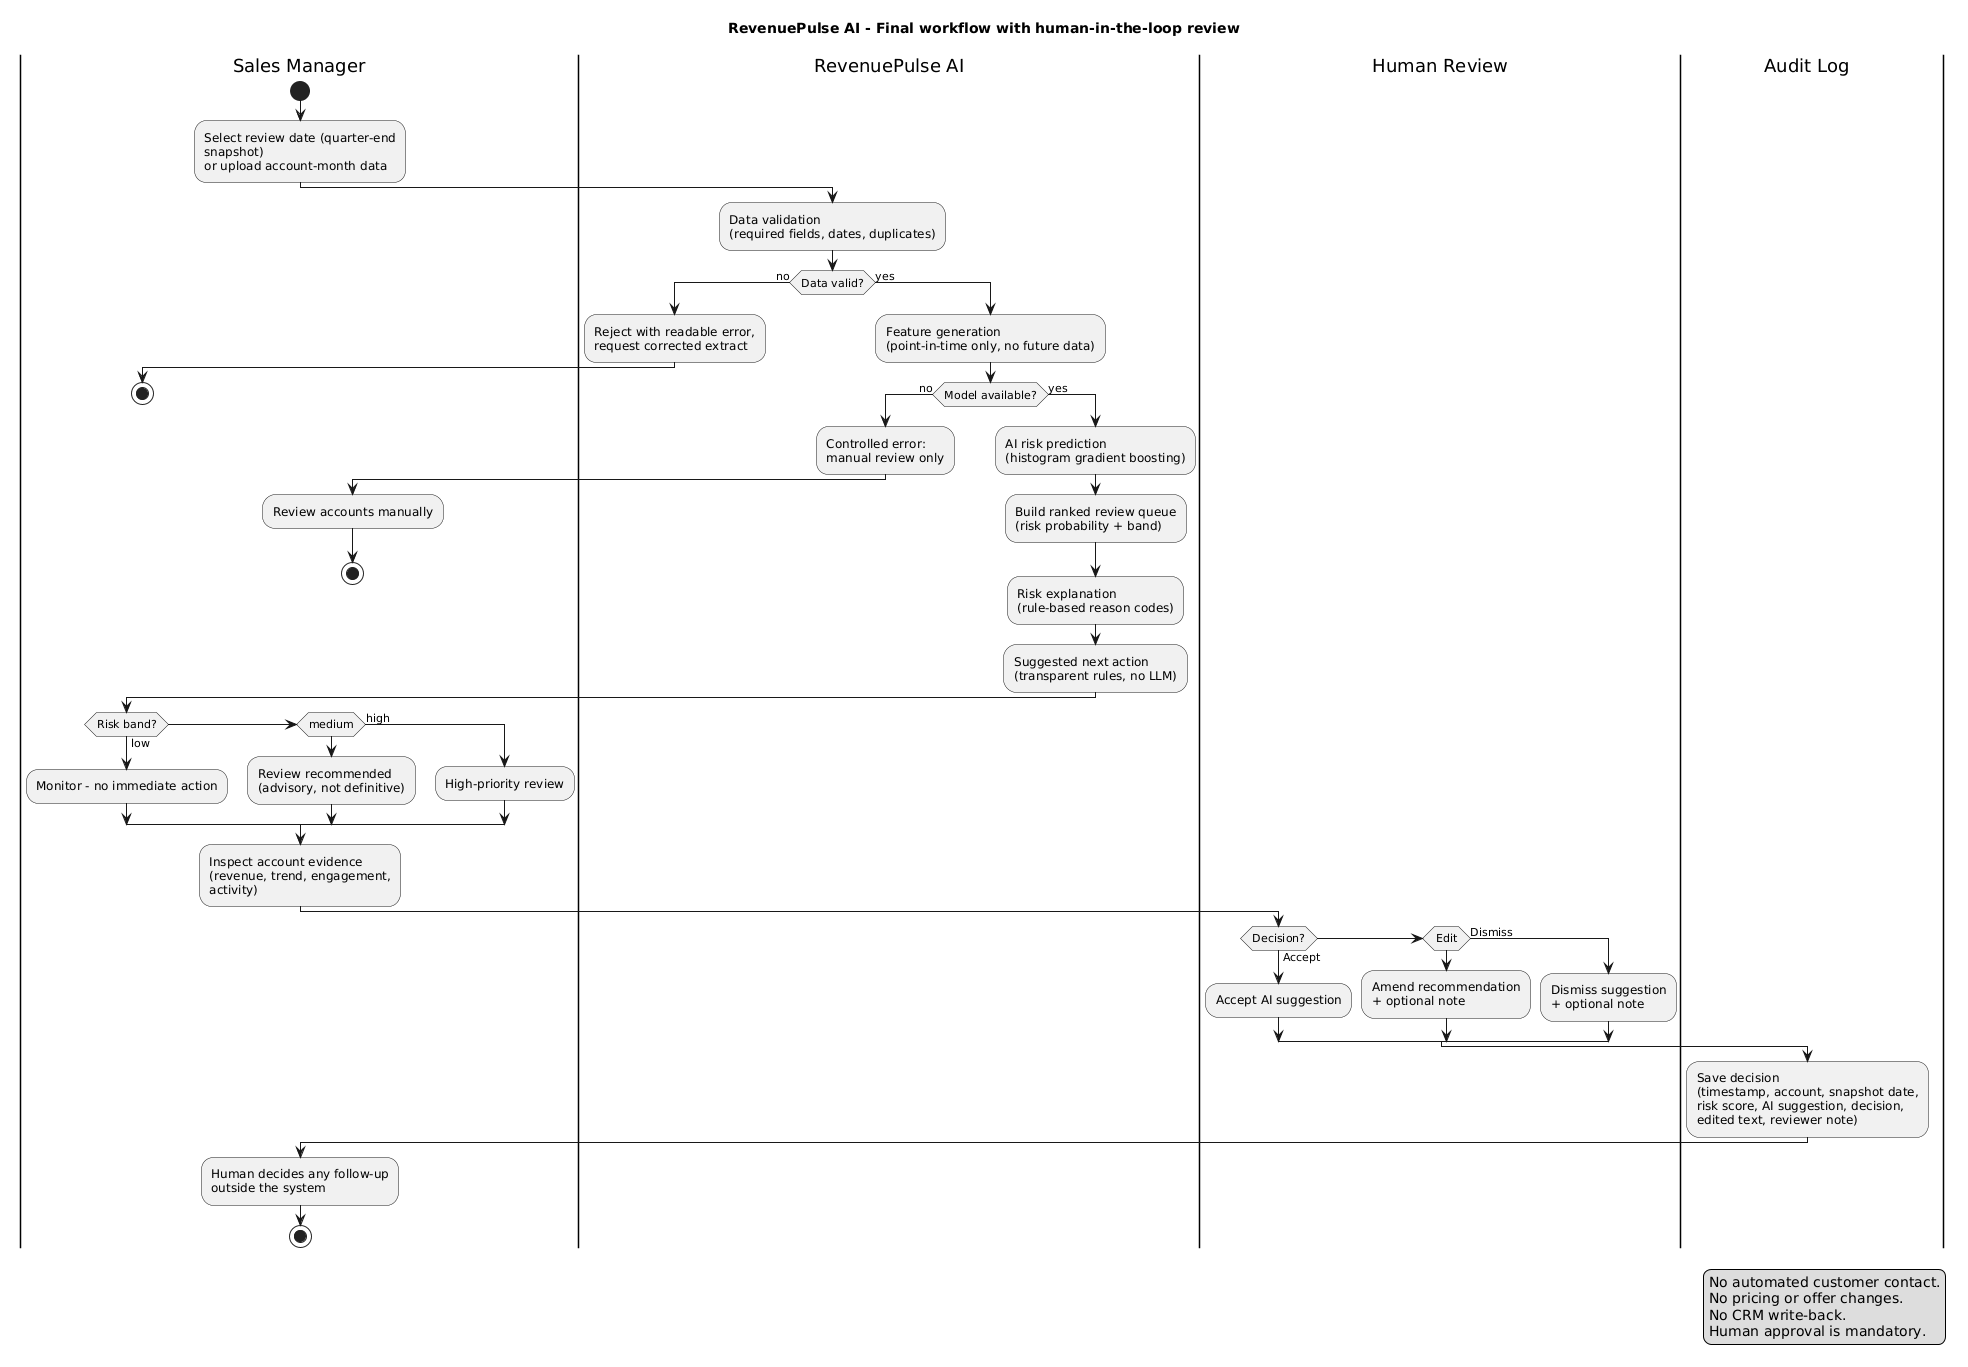 RevenuePulse AI - Final workflow with human-in-the-loop review
Sales Manager
RevenuePulse AI
Human Review
Audit Log
Select review date (quarter-end
snapshot)
or upload account-month data
Data validation
(required fields, dates, duplicates)
no
Data valid?
yes
Reject with readable error,
request corrected extract
Feature generation
(point-in-time only, no future data)
no
Model available?
yes
Controlled error:
manual review only
AI risk prediction
(histogram gradient boosting)
Review accounts manually
Build ranked review queue
(risk probability + band)
Risk explanation
(rule-based reason codes)
Suggested next action
(transparent rules, no LLM)
Risk band?
low
medium
high
Monitor - no immediate action
Review recommended
(advisory, not definitive)
High-priority review
Inspect account evidence
(revenue, trend, engagement,
activity)
Decision?
Accept
Edit
Dismiss
Accept AI suggestion
Amend recommendation
+ optional note
Dismiss suggestion
+ optional note
Save decision
(timestamp, account, snapshot date,
risk score, AI suggestion, decision,
edited text, reviewer note)
Human decides any follow-up
outside the system
No automated customer contact.
No pricing or offer changes.
No CRM write-back.
Human approval is mandatory.